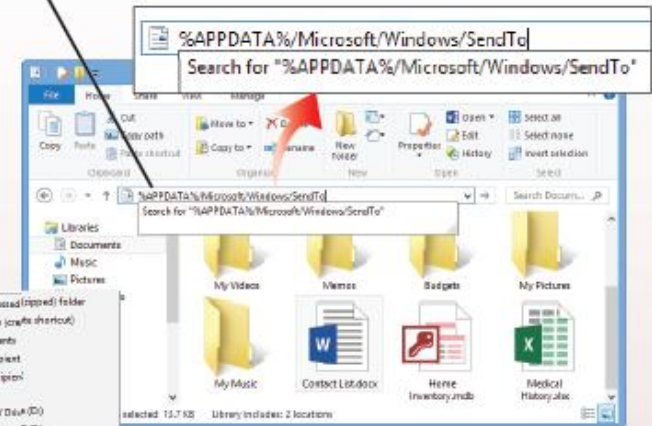 %APPDATA%/Microsoft/Windows/SendTo
Search for "%APPDATA%/Microsoft/Windows/SendTo"
File Home Share View Manage
Copy Paste Cut
Copy path
Paste shortcut
Move to
Copy to Rename
New folder
Properties
Open
Edit
History
Select all
Select none
Invert selection
Clipboard Organize New Open Select
%APPDATA%/Microsoft/Windows/SendTo
Search Docum...
Search for "%APPDATA%/Microsoft/Windows/SendTo"
Libraries
Documents
Music
Pictures
My Videos Memos Budgets My Pictures
My Music Contact List.docx Home Inventory.mdb Medical History.xlsx
(zipped) folder
shortcut)
(D:)
selected 13.7 KB Library includes: 2 locations